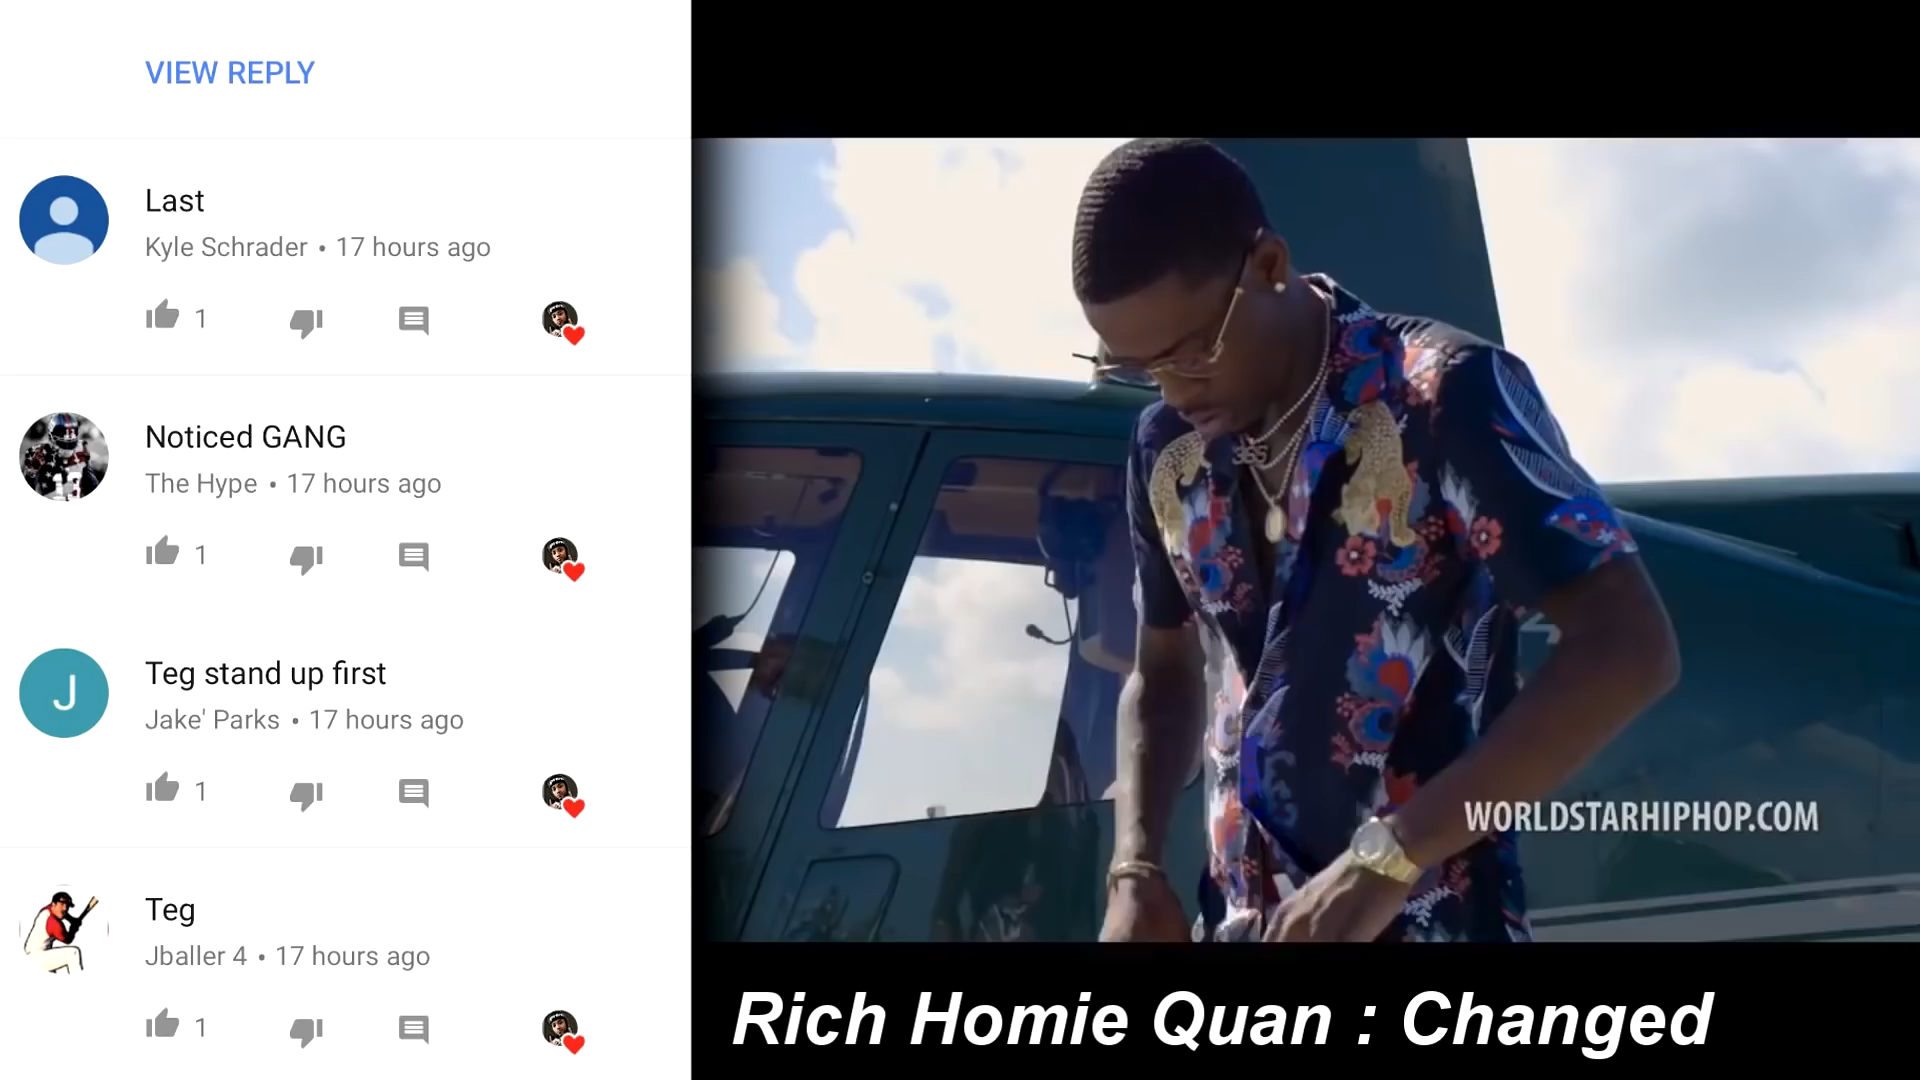 VIEW REPLY
Last
Kyle Schrader • 17 hours ago
1
Noticed GANG
The Hype • 17 hours ago
1
Teg stand up first
Jake' Parks • 17 hours ago
1
J
Teg
Jballer 4 • 17 hours ago
1
365
WORLDSTARHIPHOP.COM
Rich Homie Quan : Changed